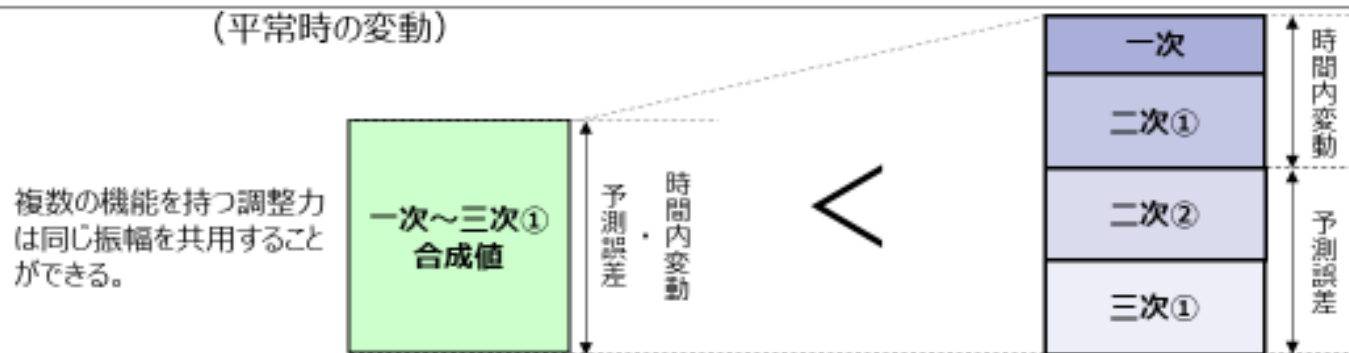 （平常時の変動）
複数の機能を持つ調整力
は同じ振幅を共用すること
ができる。
一次～三次①
合成値
時間内変動
・
予測誤差
＜
一次
二次①
二次②
三次①
時間内変動
予測誤差